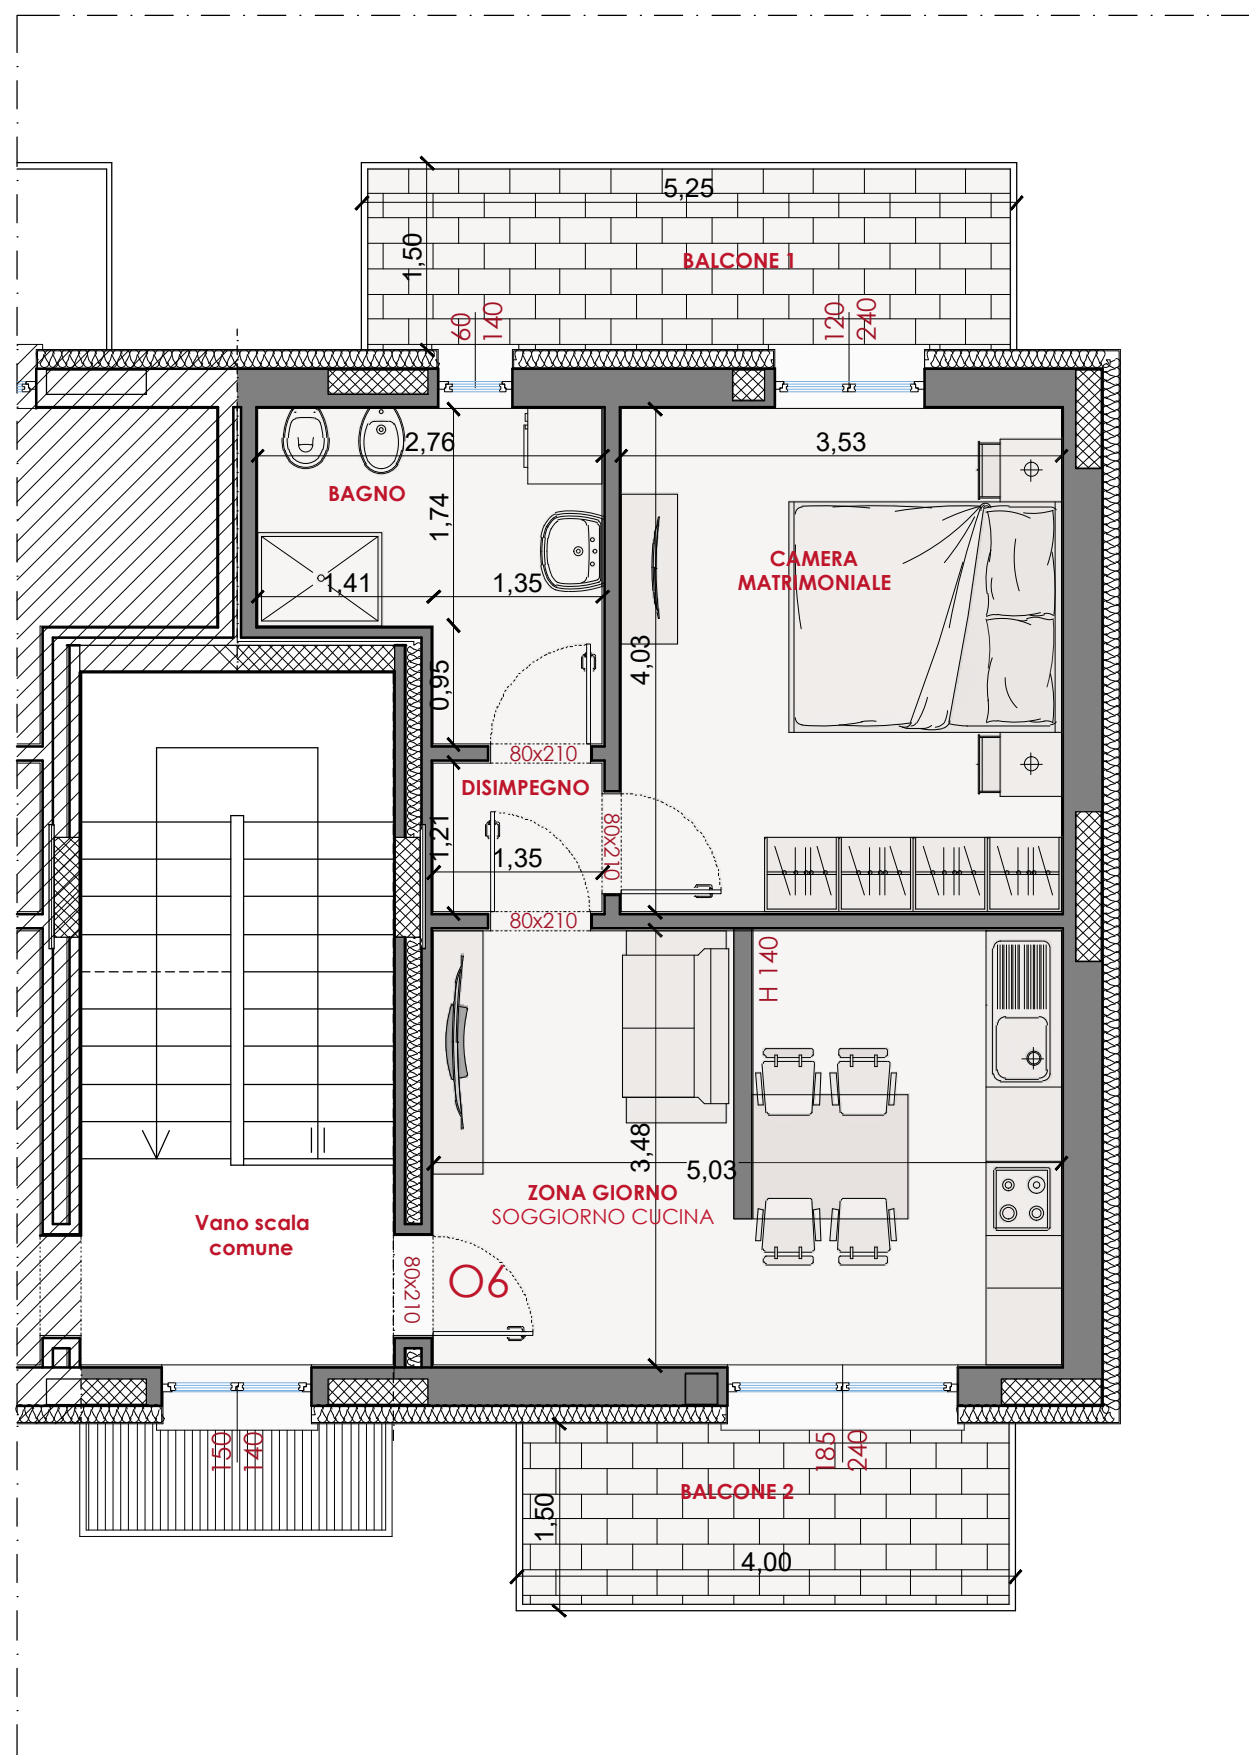 5,25
1,50
BALCONE 1
60
140
120
240
2,76
3,53
BAGNO
1,74
CAMERA
MATRIMONIALE
1,41
1,35
4,03
0,95
80x210
DISIMPEGNO
1,21
1,35
80x210
80x210
H 140
3,48
5,03
ZONA GIORNO
SOGGIORNO CUCINA
Vano scala
comune
80x210
O6
150
140
185
240
BALCONE 2
1,50
4,00